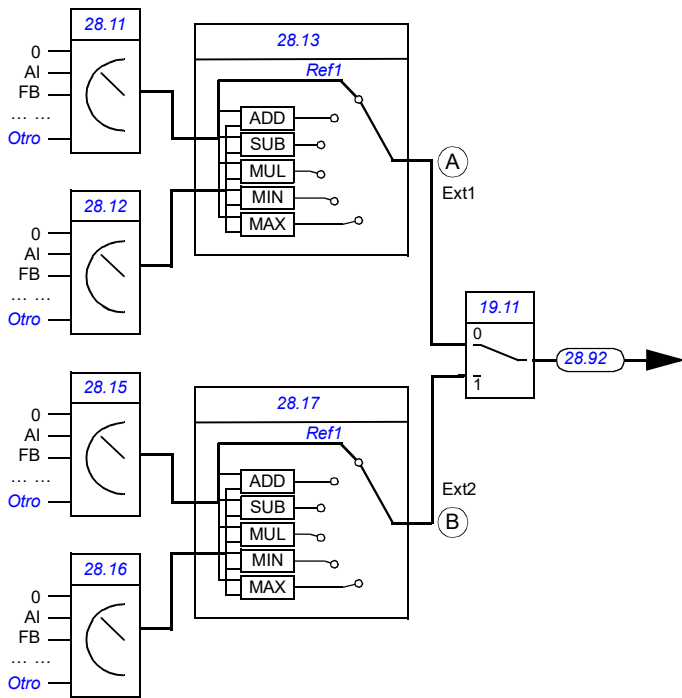 28.11
0
AI
FB
... ...
Otro
28.12
0
AI
FB
... ...
Otro
28.13
Ref1
ADD
SUB
MUL
MIN
MAX
A
Ext1
19.11
0
1
28.92
28.15
0
AI
FB
... ...
Otro
28.16
0
AI
FB
... ...
Otro
28.17
Ref1
ADD
SUB
MUL
MIN
MAX
Ext2
B